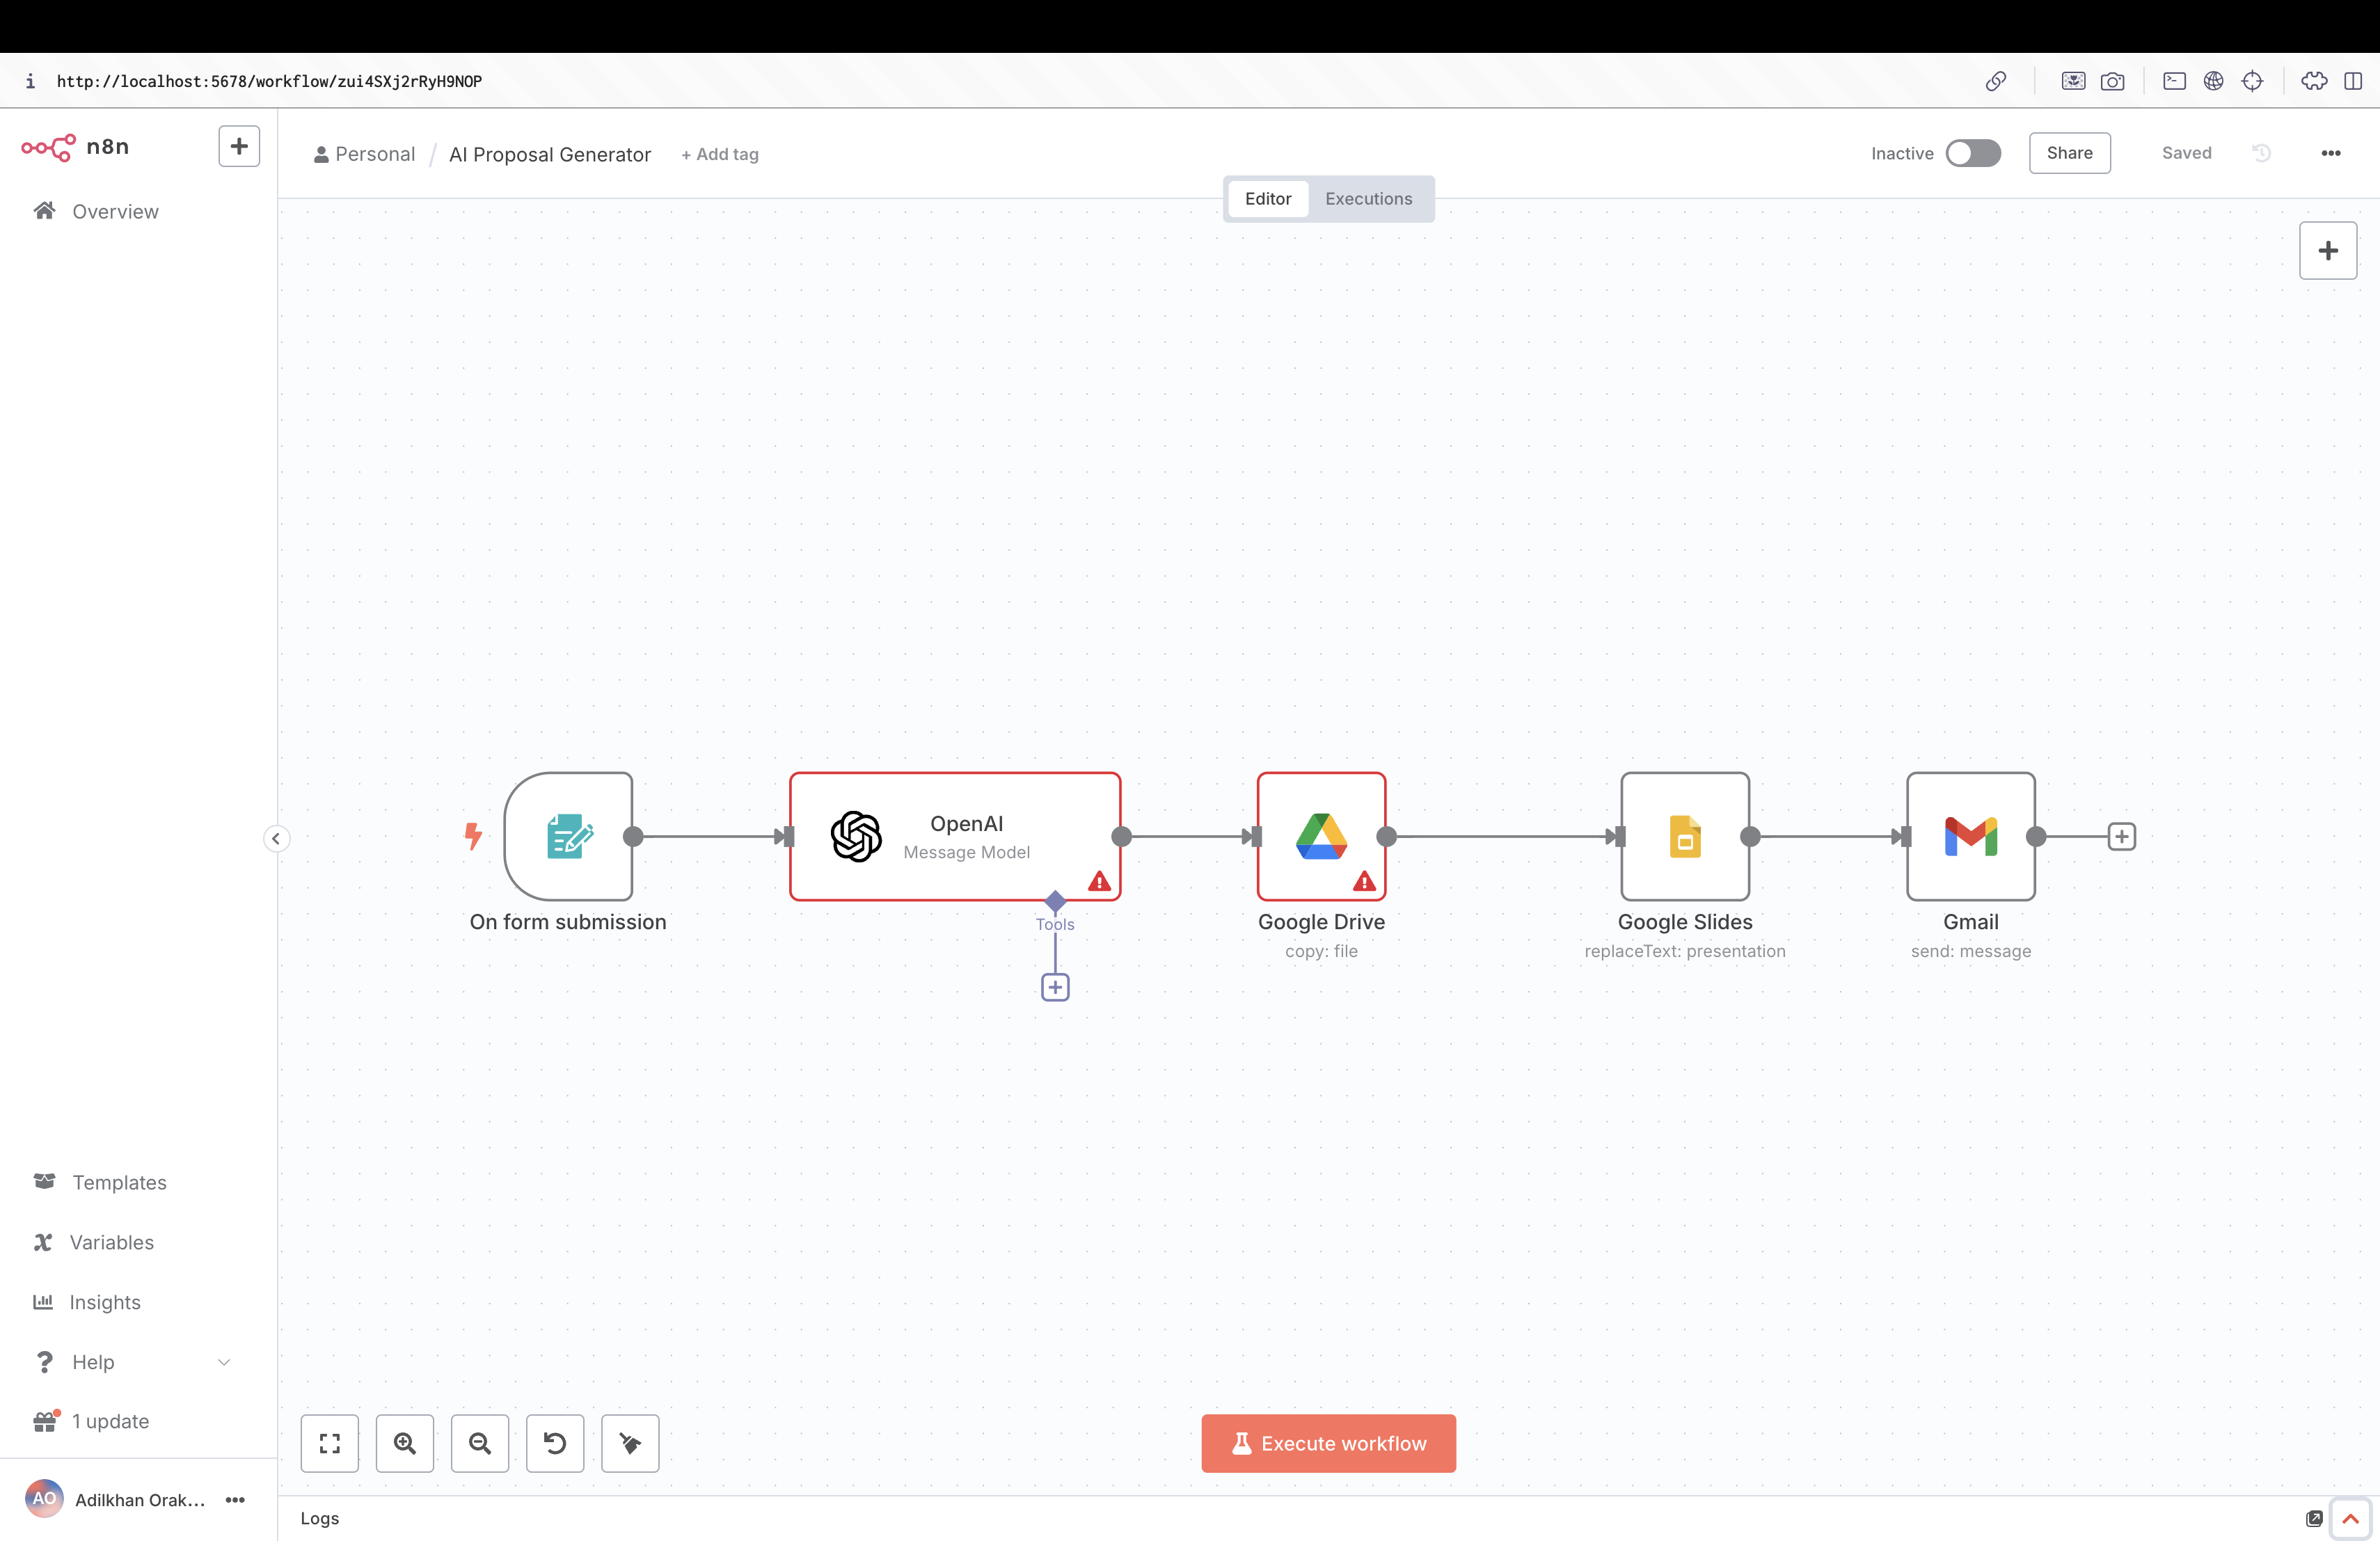 http://localhost:5678/workflow/zui4SXj2rRyH9NOP
n8n
Overview
Personal / AI Proposal Generator + Add tag
Inactive
Share
Saved
Editor
Executions
On form submission
OpenAI
Message Model
Tools
Google Drive
copy: file
Google Slides
replaceText: presentation
Gmail
send: message
Templates
Variables
Insights
Help
1 update
AO
Adilkhan Orak...
Execute workflow
Logs